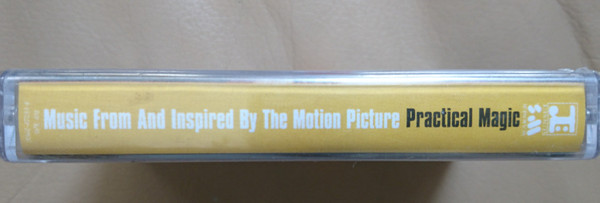 Music From And Inspired By The Motion Picture Practical Magic